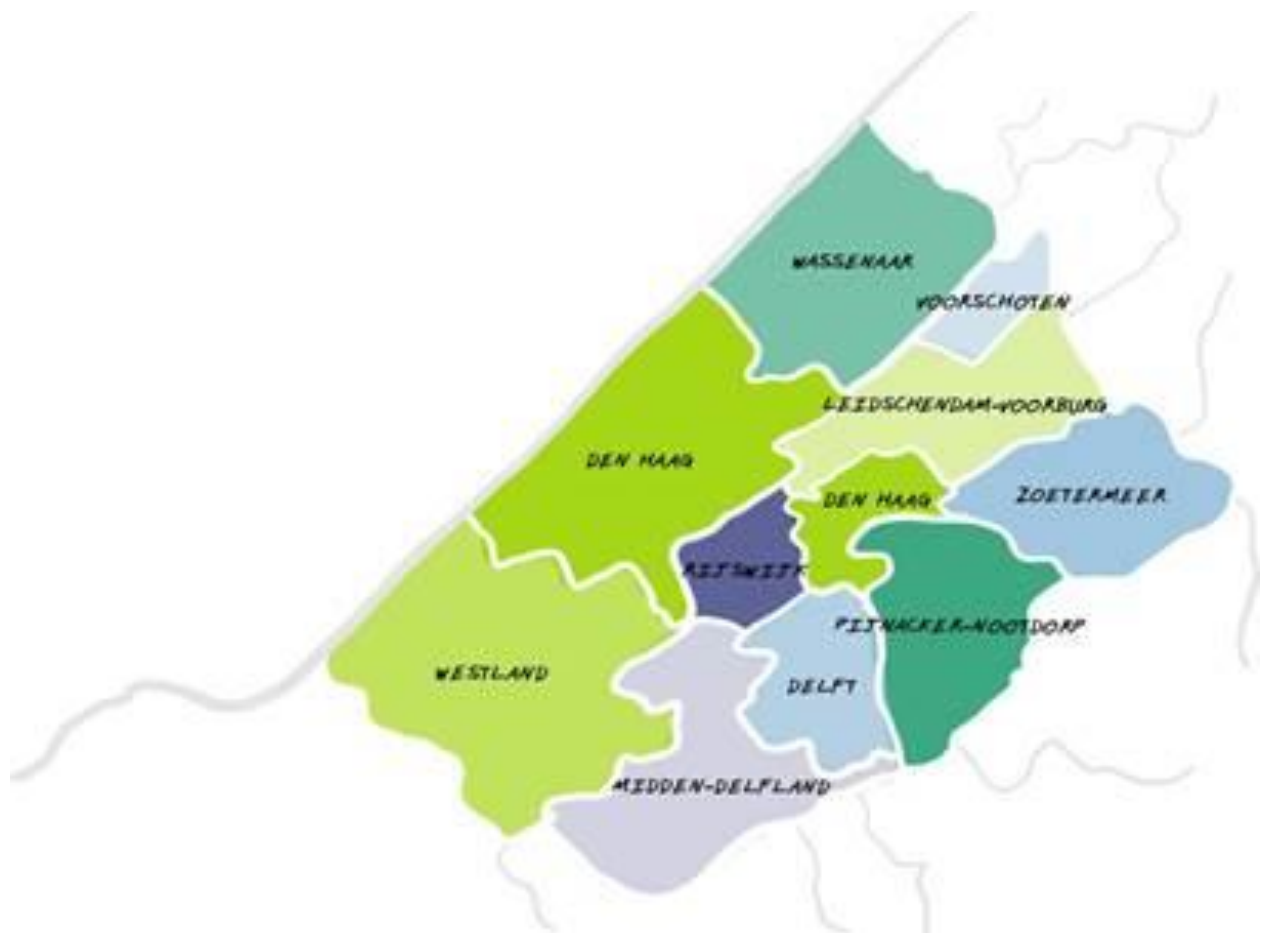 WASSENAAR
VOORSCHOTEN
LEIDSCHENDAM-VOORBURG
DEN HAAG
DEN HAAG
ZOETERMEER
RIJSWIJK
PIJNACKER-NOOTDORP
WESTLAND
DELFT
MIDDEN-DELFLAND